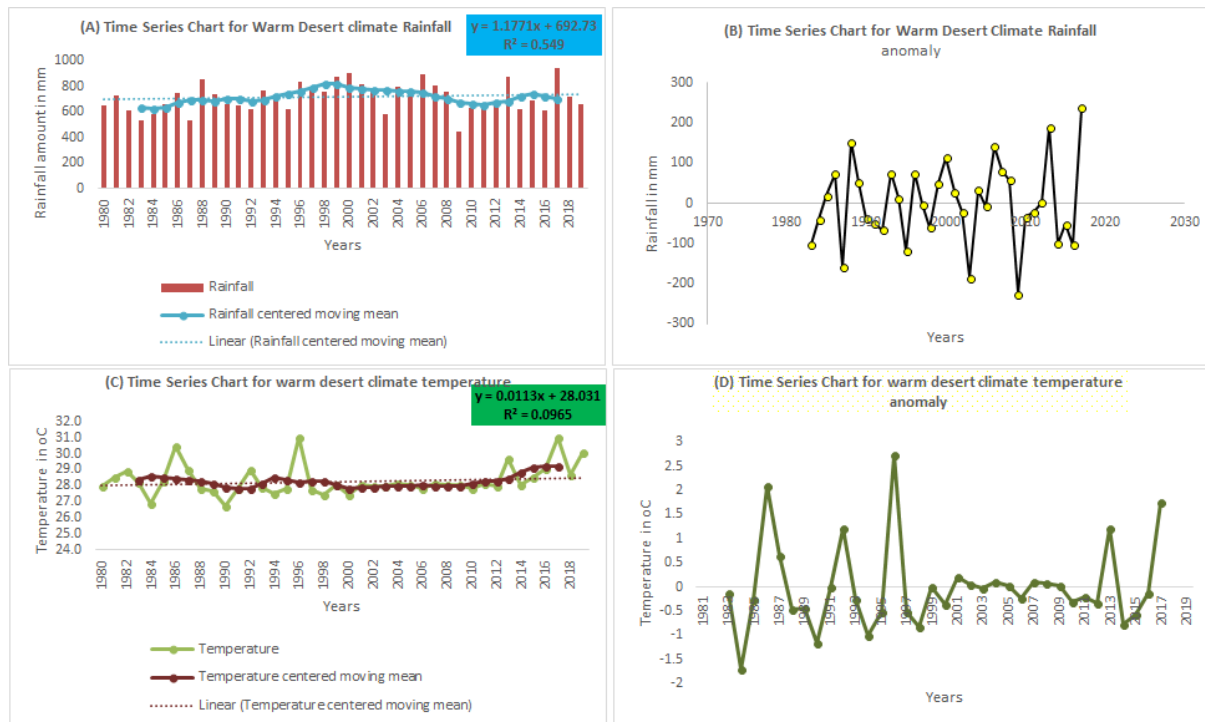 (A) Time Series Chart for Warm Desert climate Rainfall
y = 1.1771x + 692.73
R² = 0.549
1000
800
600
400
200
0
Rainfall amount in mm
1980 1982 1984 1986 1988 1990 1992 1994 1996 1998 2000 2002 2004 2006 2008 2010 2012 2014 2016 2018
Years
Rainfall
Rainfall centered moving mean
Linear (Rainfall centered moving mean)
(B) Time Series Chart for Warm Desert Climate Rainfall
anomaly
300
200
100
0
-100
-200
-300
Rainfall in mm
1970 1980 1990 2000 2010 2020 2030
Years
(C) Time Series Chart for warm desert climate temperature
y = 0.0113x + 28.031
R² = 0.0965
32.0
31.0
30.0
29.0
28.0
27.0
26.0
25.0
24.0
Temperature in oC
1980 1982 1984 1986 1988 1990 1992 1994 1996 1998 2000 2002 2004 2006 2008 2010 2012 2014 2016 2018
Years
Temperature
Temperature centered moving mean
Linear (Temperature centered moving mean)
(D) Time Series Chart for warm desert climate temperature
anomaly
3
2.5
2
1.5
1
0.5
0
-0.5
-1
-1.5
-2
Temperature in oC
1981 1983 1985 1987 1989 1991 1993 1995 1997 1999 2001 2003 2005 2007 2009 2011 2013 2015 2017 2019
Years